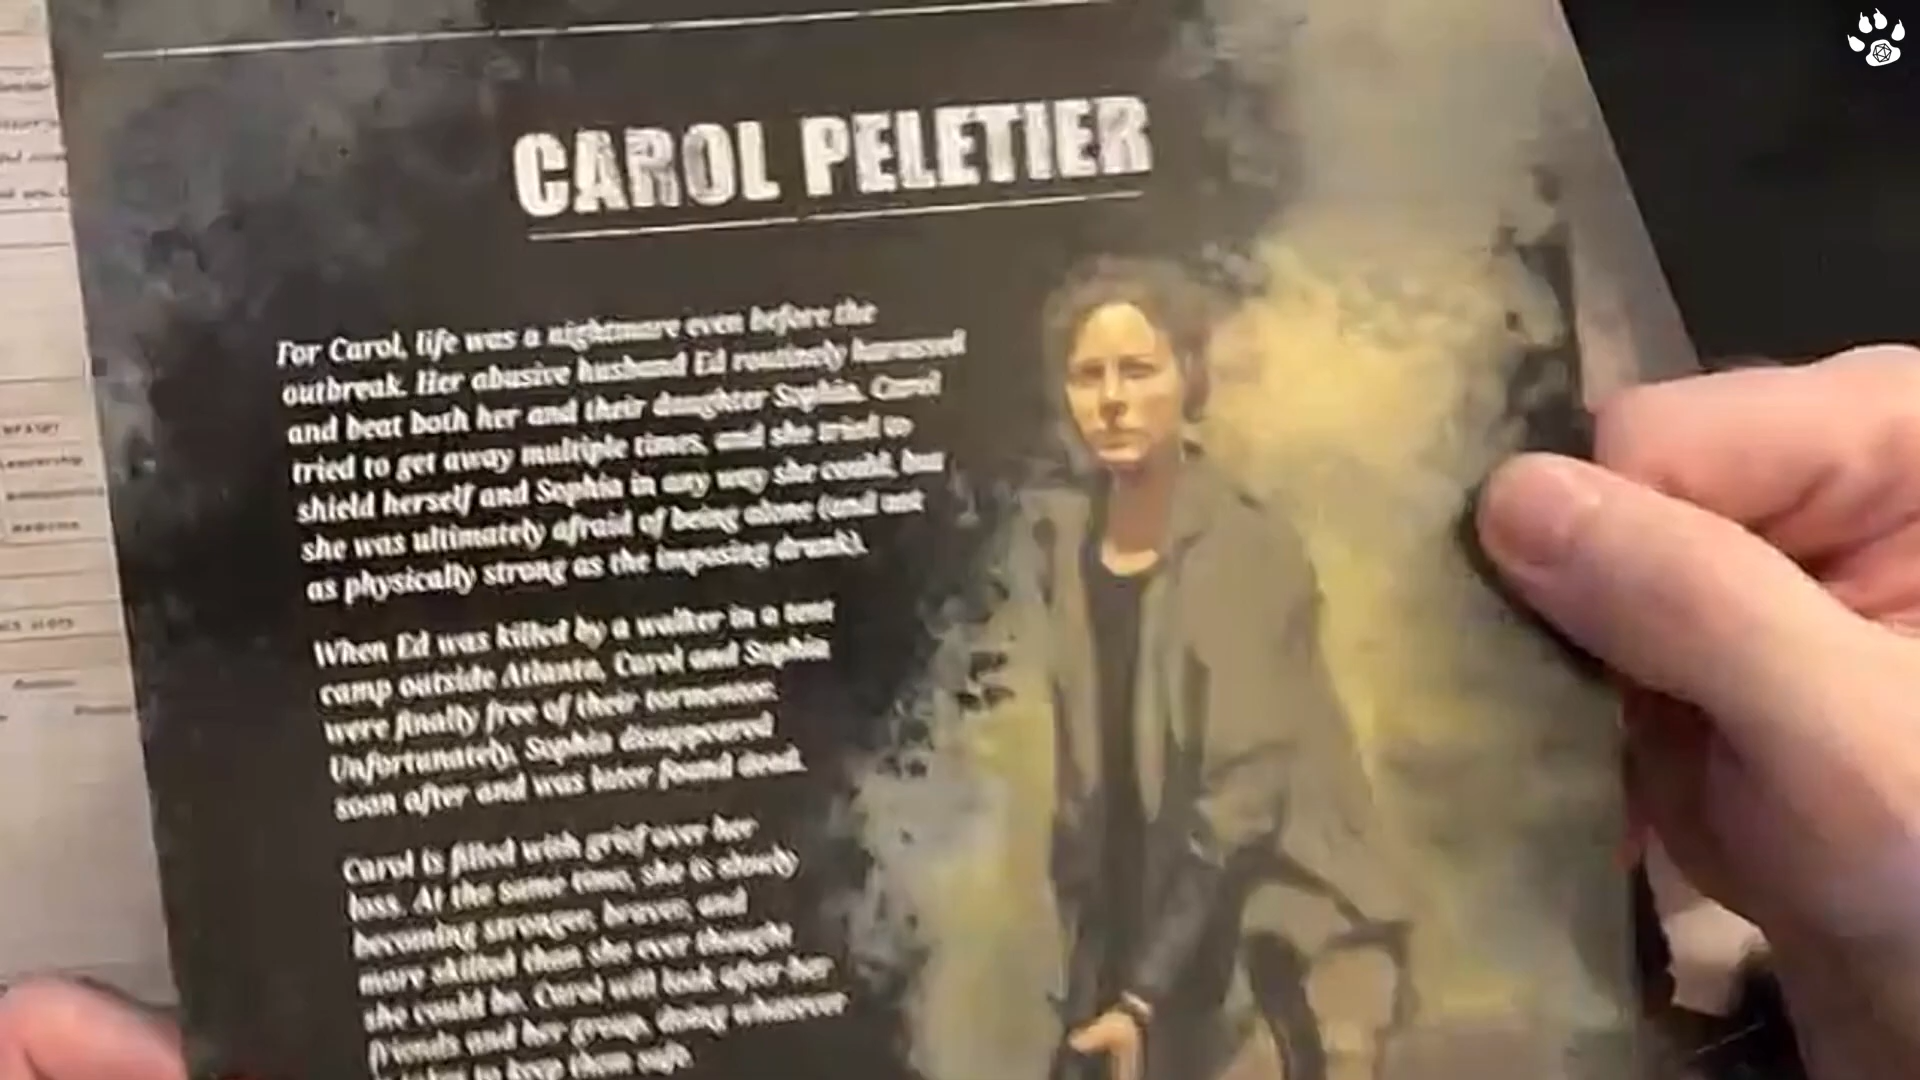 CAROL PELETIER
For Carol, life was a nightmare even before the
outbreak. Her abusive husband Ed routinely harassed
and beat both her and their daughter Sophia. Carol
tried to get away multiple times, and she tried to
shield herself and Sophia in any way she could, but
she was ultimately afraid of being alone (and not
as physically strong as the imposing drunk).
When Ed was killed by a walker in a tent
camp outside Atlanta, Carol and Sophia
were finally free of their tormentor.
Unfortunately, Sophia disappeared
soon after and was later found dead.
Carol is filled with grief over her
loss. At the same time, she is slowly
becoming stronger, braver, and
more skilled than she ever thought
she could be. Carol will look after her
friends and her group, doing whatever
to keep them safe.
Leadership